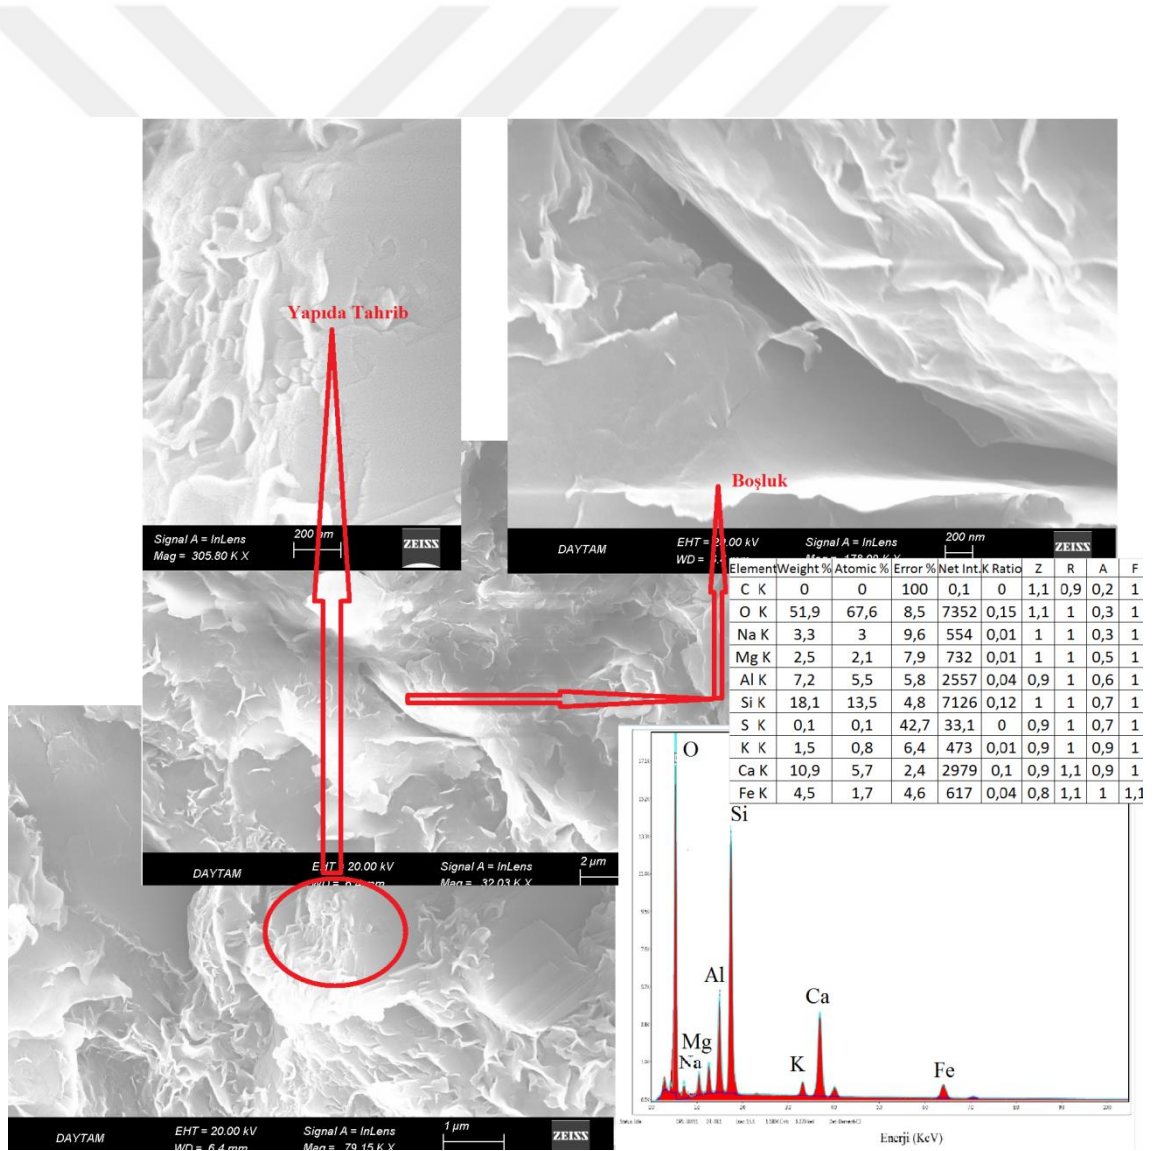 Yapıda Tahrib
Signal A = InLens
Mag = 305.80 K X
200 nm
ZEISS
Boşluk
DAYTAM
EHT = 20.00 kV
WD =
Signal A = InLens
200 nm
ZEISS
Element Weight % Atomic % Error % Net Int. K Ratio Z R A F
C K 0 0 100 0,1 0 1,1 0,9 0,2 1
O K 51,9 67,6 8,5 7352 0,15 1,1 1 0,3 1
Na K 3,3 3 9,6 554 0,01 1 1 0,3 1
Mg K 2,5 2,1 7,9 732 0,01 1 1 0,5 1
Al K 7,2 5,5 5,8 2557 0,04 0,9 1 0,6 1
Si K 18,1 13,5 4,8 7126 0,12 1 1 0,7 1
S K 0,1 0,1 42,7 33,1 0 0,9 1 0,7 1
K K 1,5 0,8 6,4 473 0,01 0,9 1 0,9 1
Ca K 10,9 5,7 2,4 2979 0,1 0,9 1,1 0,9 1
Fe K 4,5 1,7 4,6 617 0,04 0,8 1,1 1 1,1
DAYTAM
EHT = 20.00 kV
Signal A = InLens
Mag = 32.03 K X
2 µm
O
Si
Al
Ca
Mg
Na
K
Fe
Enerji (KeV)
DAYTAM
EHT = 20.00 kV
WD = 6.4 mm
Signal A = InLens
Mag = 79.15 K X
1 µm
ZEISS